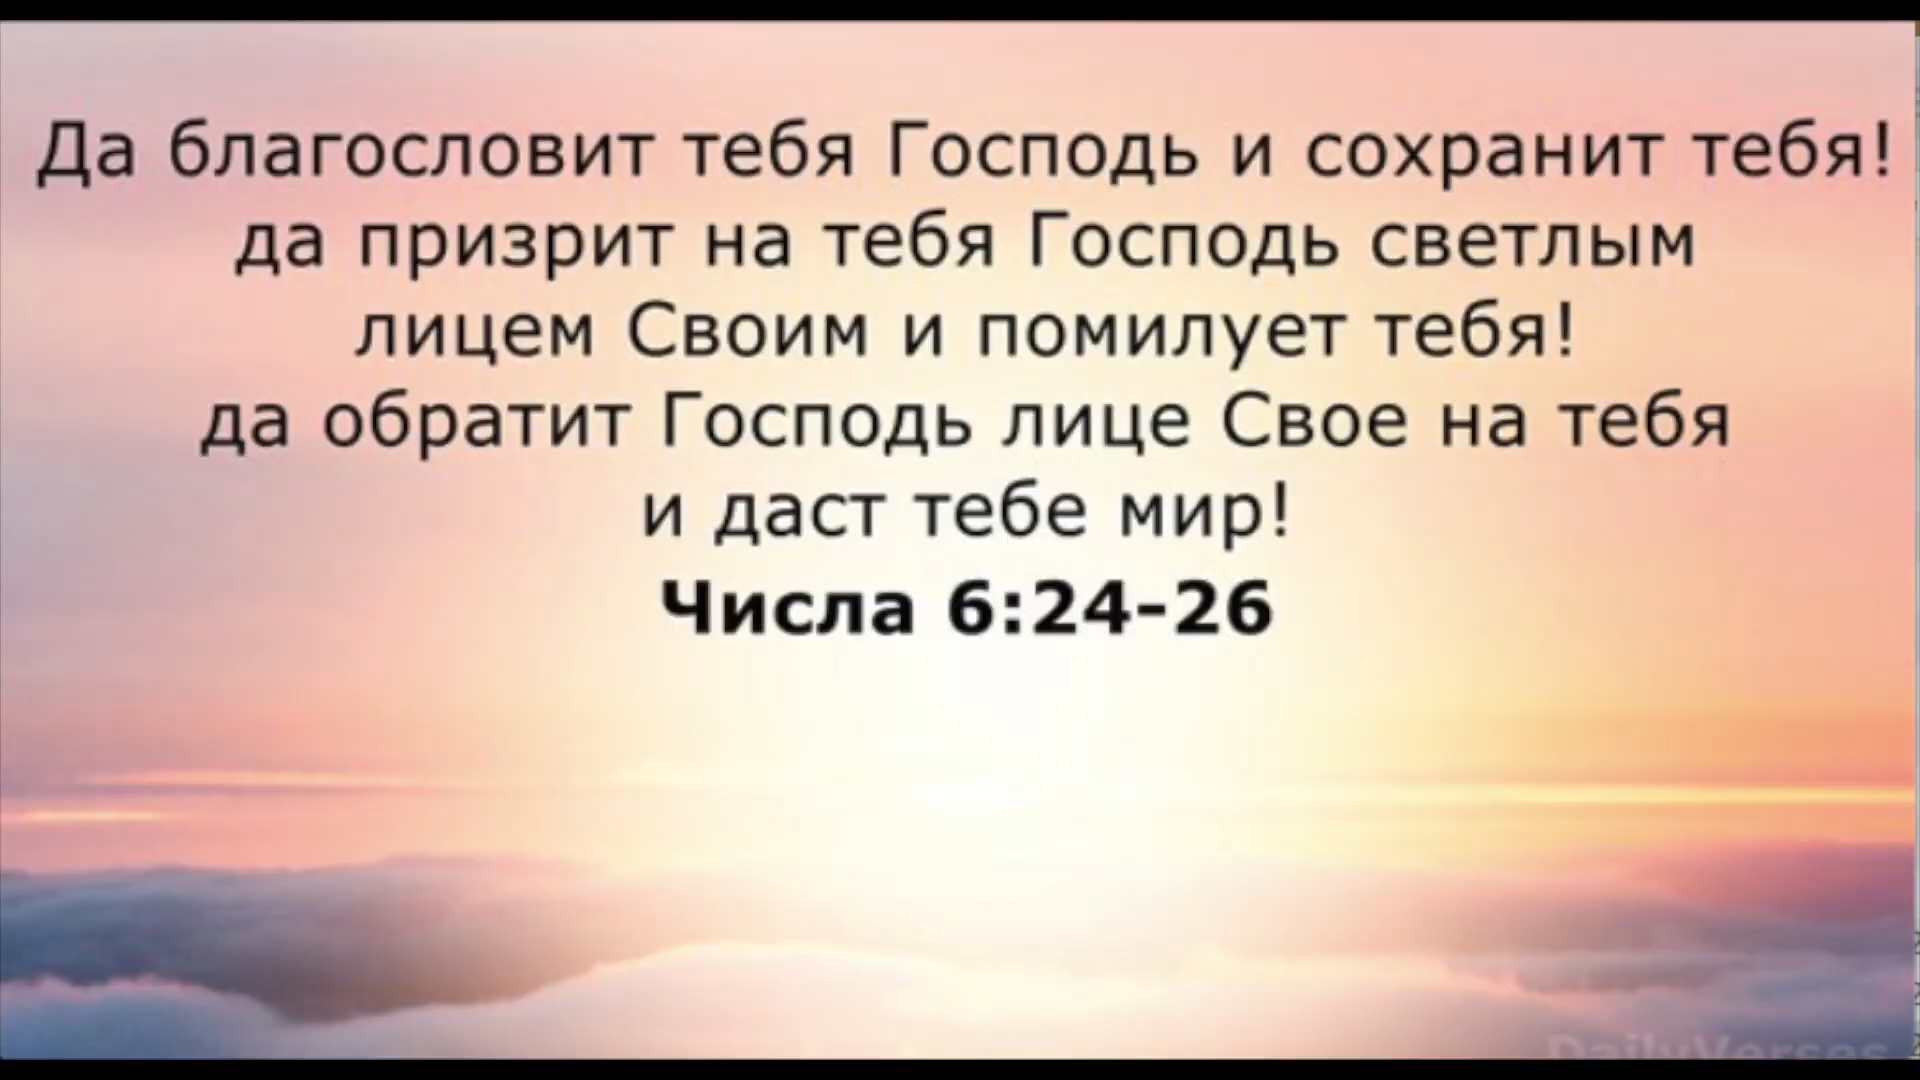 Да благословит тебя Господь и сохранит тебя!
да призрит на тебя Господь светлым
лицем Своим и помилует тебя!
да обратит Господь лице Свое на тебя
и даст тебе мир!
Числа 6:24-26
DailyVerses